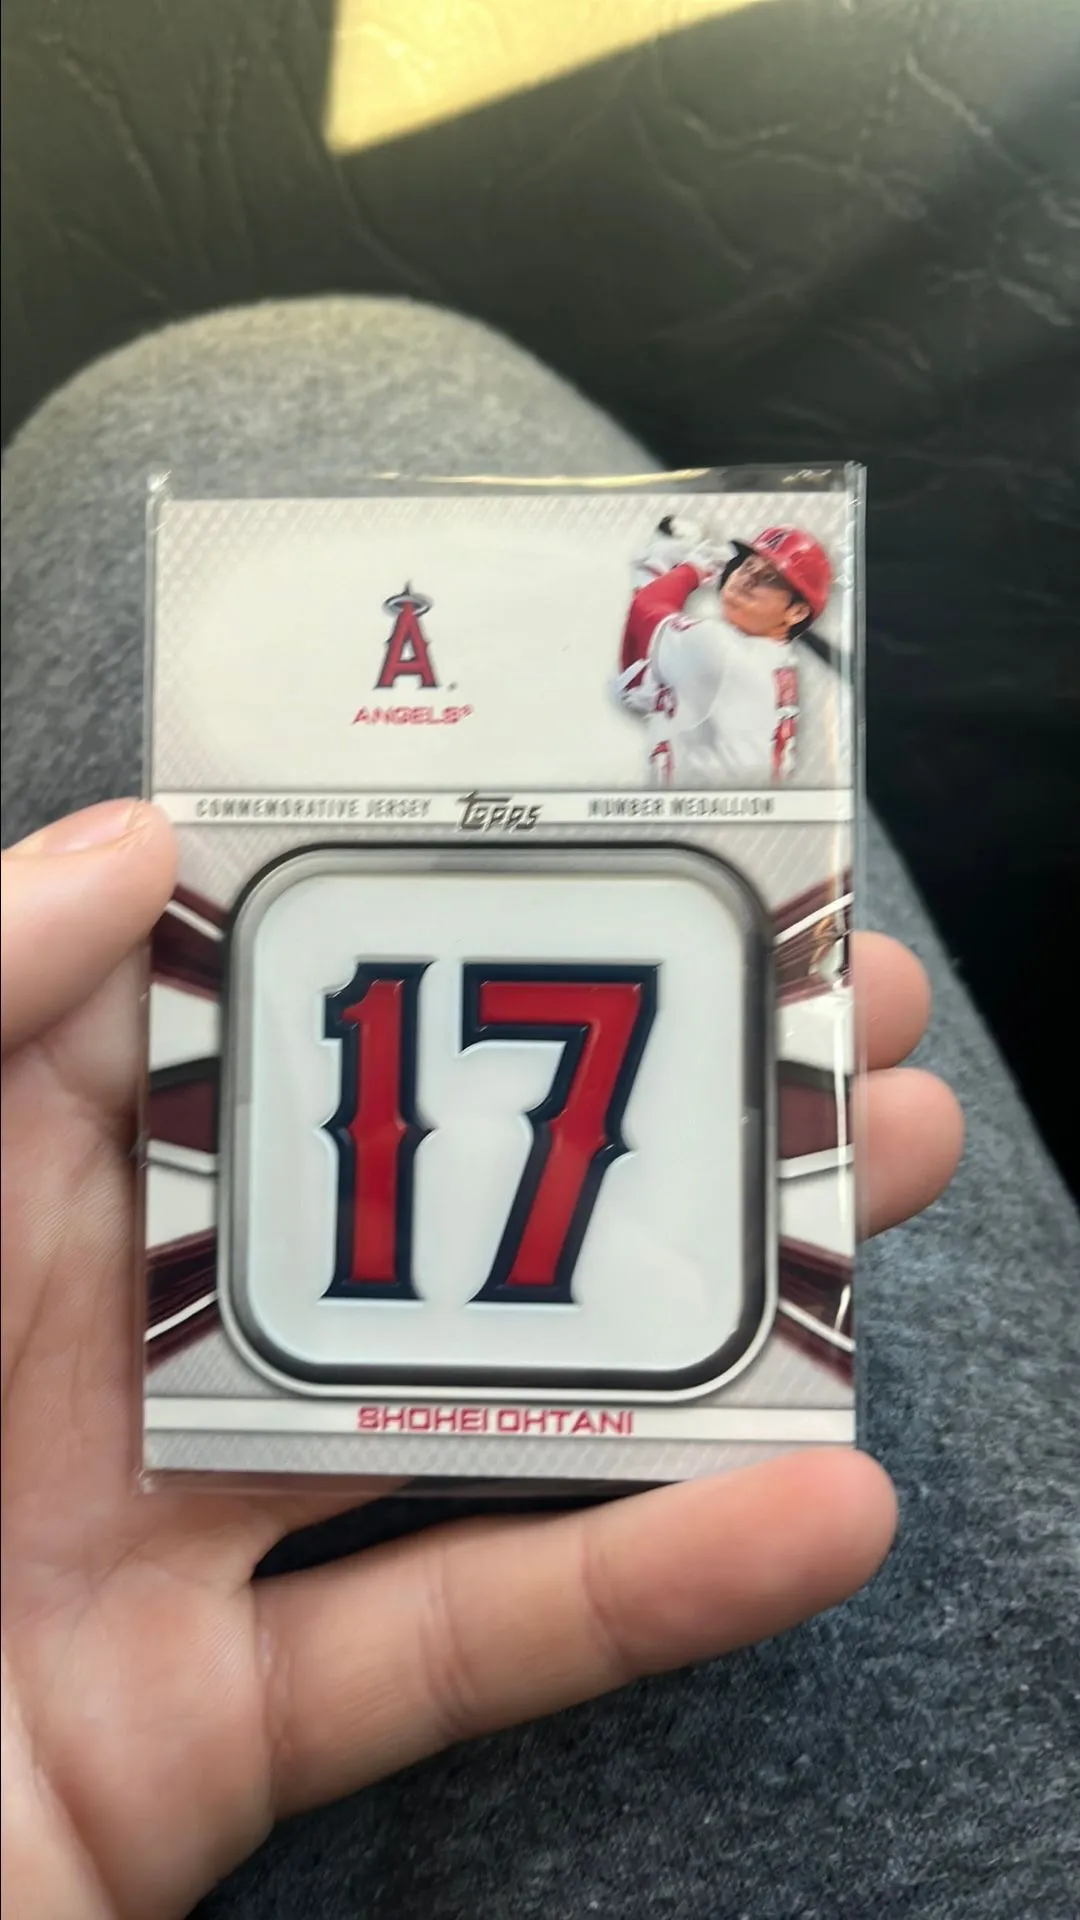 A
ANGELS®
COMMEMORATIVE JERSEY Topps NUMBER MEDALLION
17
SHOHEI OHTANI